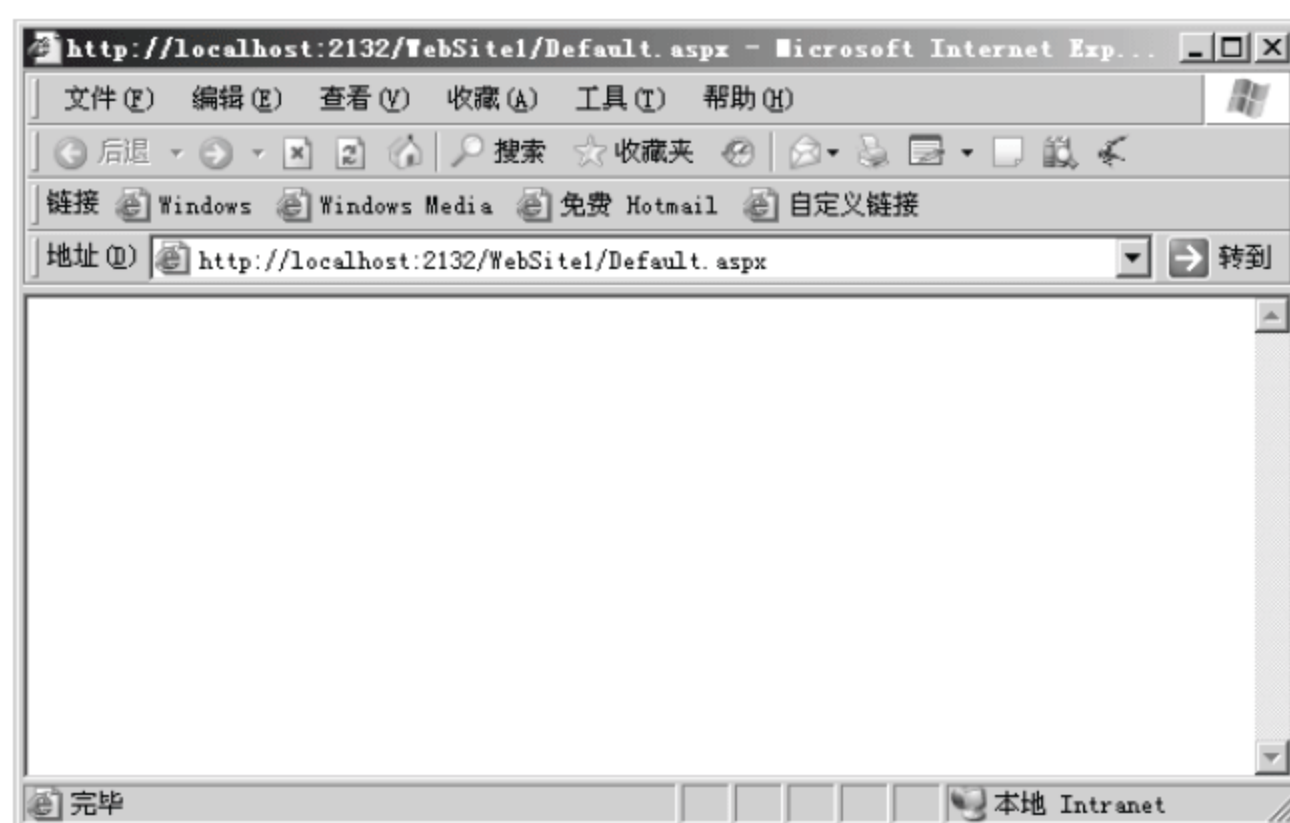 http://localhost:2132/WebSite1/Default.aspx - Microsoft Internet Exp...
文件(F) 编辑(E) 查看(V) 收藏(A) 工具(T) 帮助(H)
后退 搜索 收藏夹
链接 Windows Windows Media 免费 Hotmail 自定义链接
地址(D) http://localhost:2132/WebSite1/Default.aspx 转到
完毕 本地 Intranet